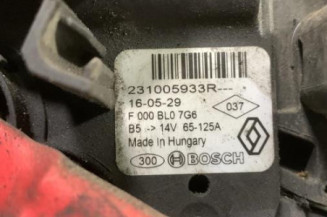 231005933R---
16-05-29
037
F 000 BL0 7G6
B5 -> 14V 65-125A
Made in Hungary
300 BOSCH